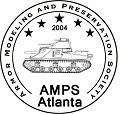 ARMOR MODELING AND PRESERVATION SOCIETY
2004
AMPS
Atlanta